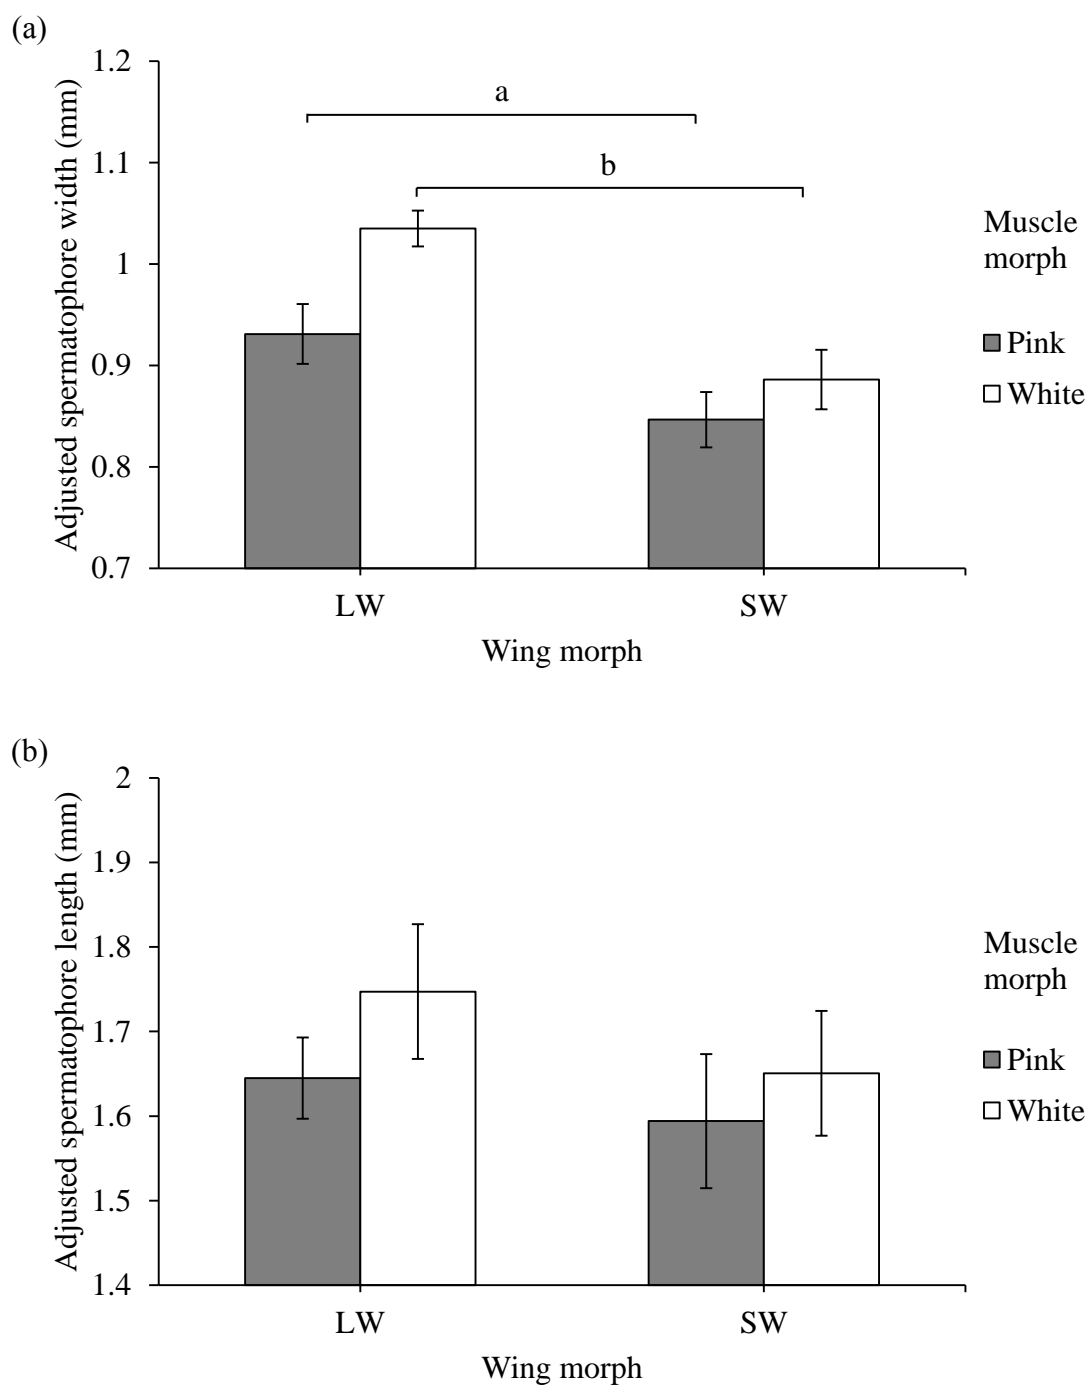 (a)
Adjusted spermatophore width (mm)
1.2
1.1
1
0.9
0.8
0.7
a
b
LW
SW
Wing morph
Muscle
morph
Pink
White
(b)
Adjusted spermatophore length (mm)
2
1.9
1.8
1.7
1.6
1.5
1.4
LW
SW
Wing morph
Muscle
morph
Pink
White